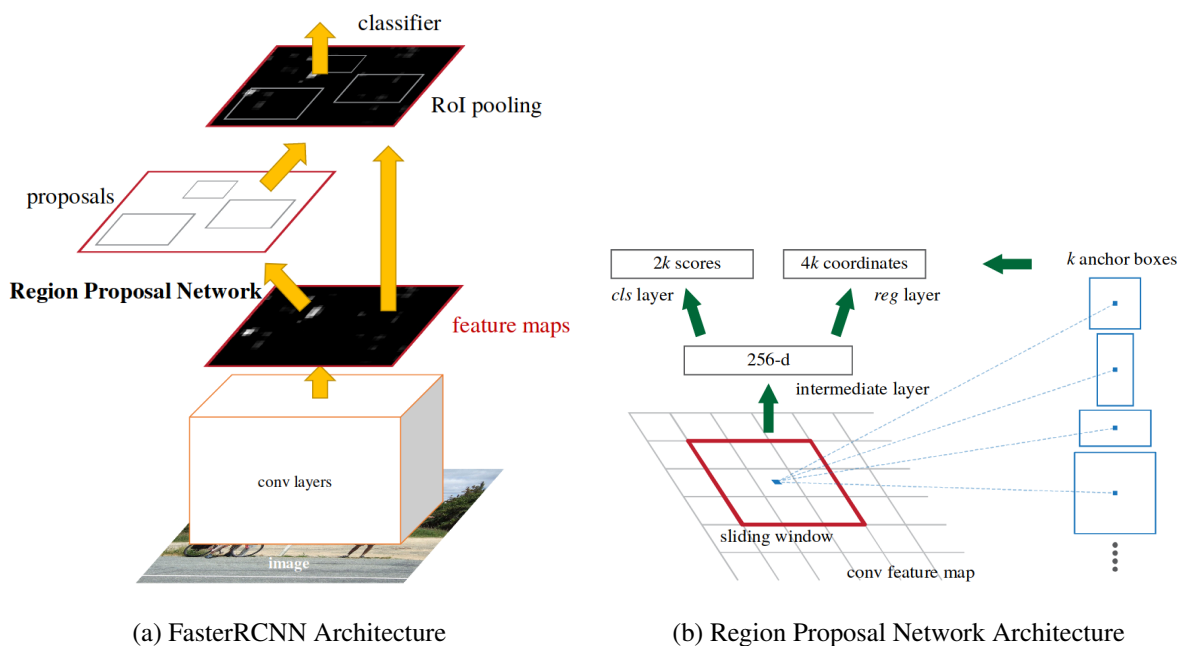 classifier
RoI pooling
proposals
Region Proposal Network
feature maps
conv layers
image
(a) FasterRCNN Architecture
2k scores
4k coordinates
k anchor boxes
cls layer
reg layer
256-d
intermediate layer
sliding window
conv feature map
(b) Region Proposal Network Architecture